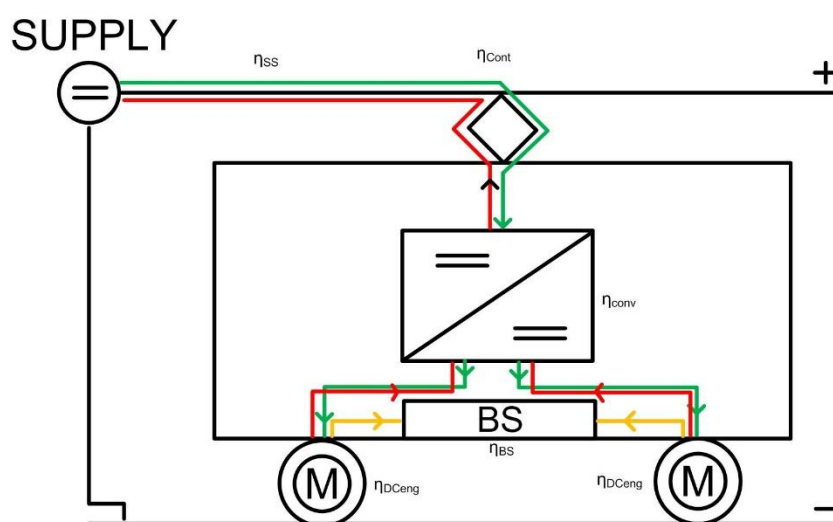 SUPPLY
ηSS
ηCont
+
ηconv
BS
ηBS
M
ηDCeng
ηDCeng
M
−